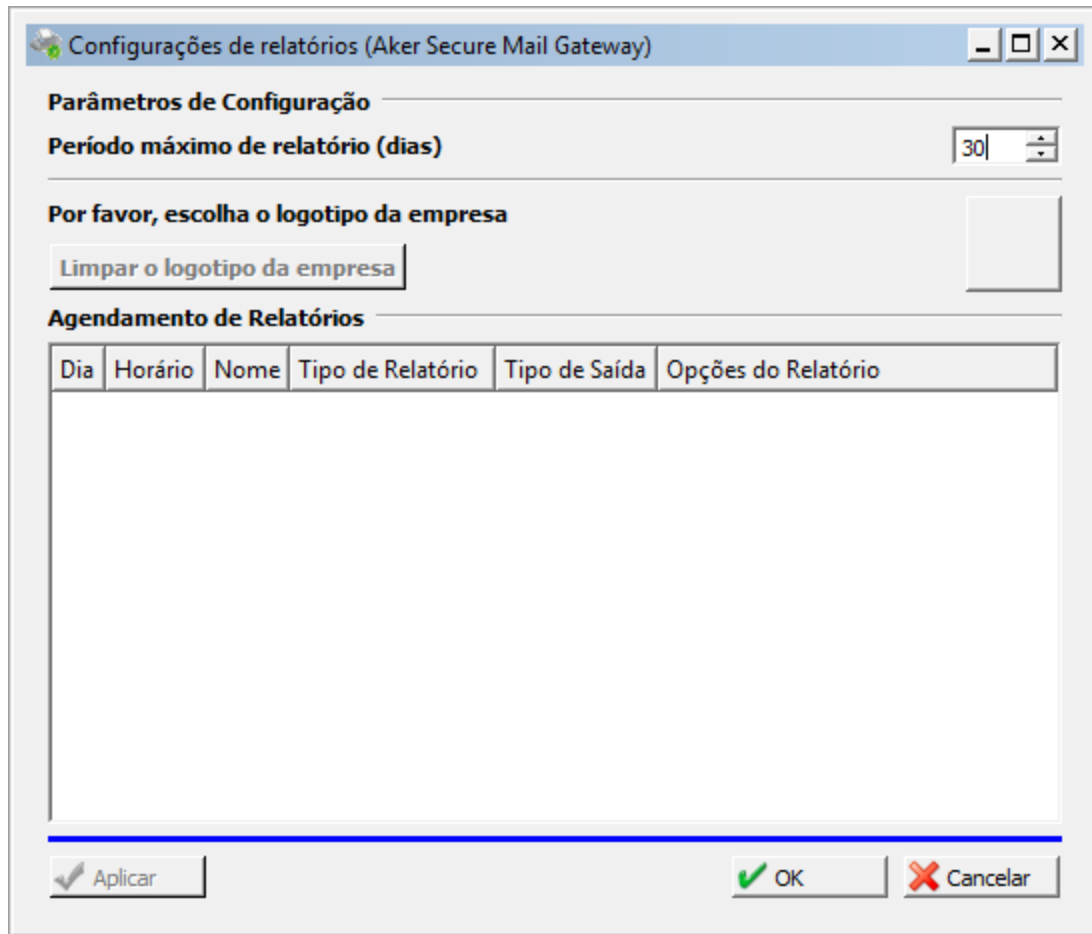 Configurações de relatórios (Aker Secure Mail Gateway)
Parâmetros de Configuração
Período máximo de relatório (dias) 30
Por favor, escolha o logotipo da empresa
Limpar o logotipo da empresa
Agendamento de Relatórios
Dia Horário Nome Tipo de Relatório Tipo de Saída Opções do Relatório
Aplicar OK Cancelar